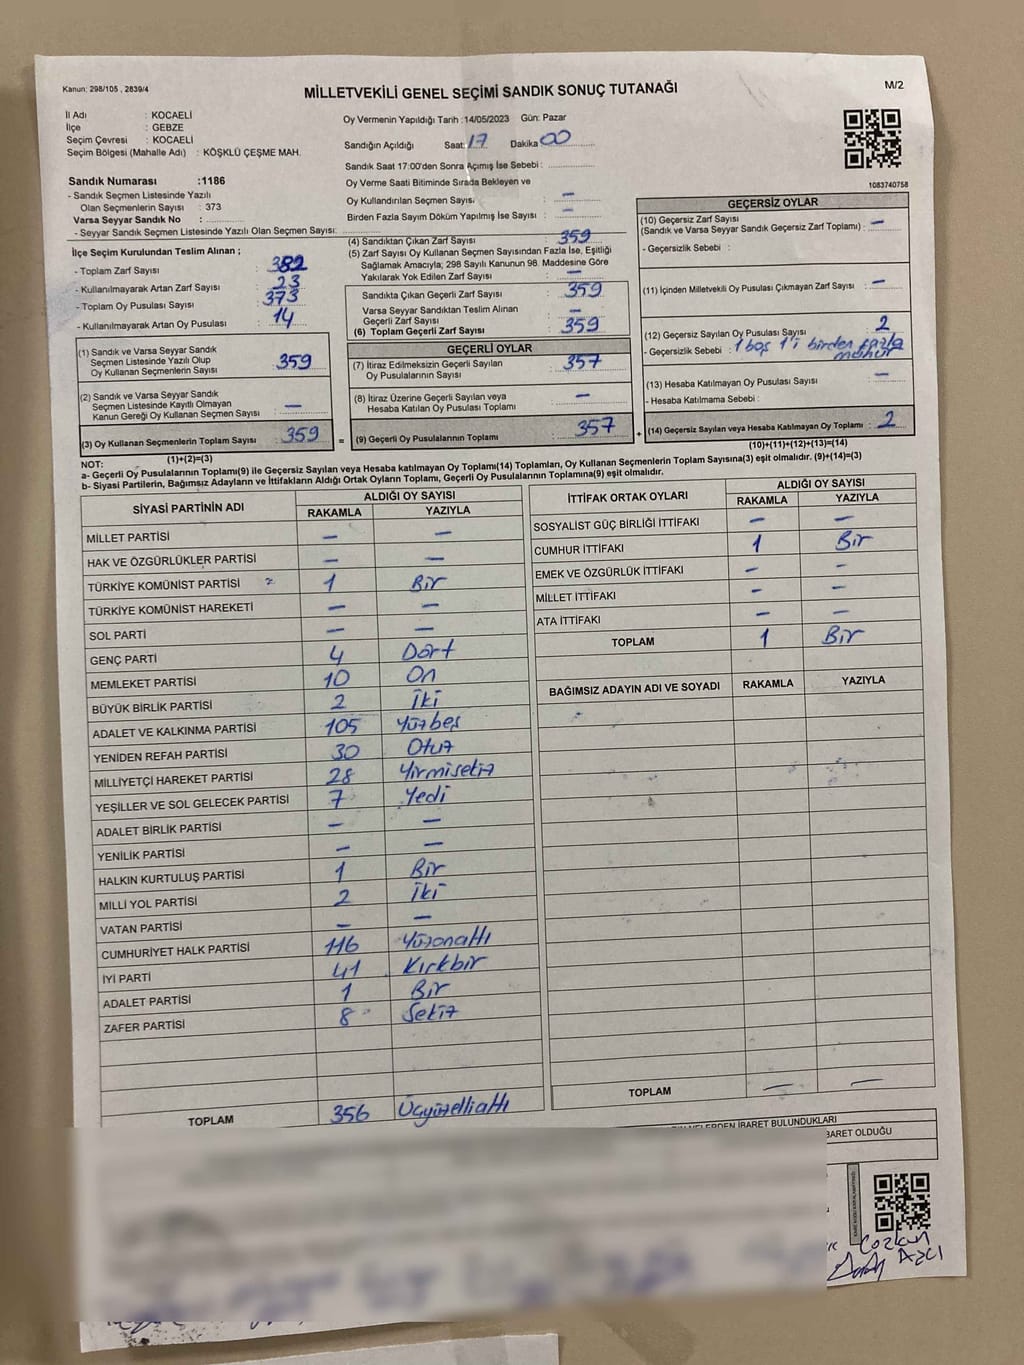 Kanun: 298/105 , 2839/4
MİLLETVEKİLİ GENEL SEÇİMİ SANDIK SONUÇ TUTANAĞI
M/2
İl Adı : KOCAELİ
İlçe : GEBZE
Seçim Çevresi : KOCAELİ
Seçim Bölgesi (Mahalle Adı) : KÖŞKLÜ ÇEŞME MAH.
Sandık Numarası :1186
- Sandık Seçmen Listesinde Yazılı
Olan Seçmenlerin Sayısı : 373
Varsa Seyyar Sandık No :
- Seyyar Sandık Seçmen Listesinde Yazılı Olan Seçmen Sayısı:
Oy Vermenin Yapıldığı Tarih :14/05/2023 Gün: Pazar
Sandığın Açıldığı Saat: 17 Dakika 00
Sandık Saat 17:00'den Sonra Açımış İse Sebebi :
Oy Verme Saati Bitiminde Sırada Bekleyen ve
Oy Kullandırılan Seçmen Sayısı : –
Birden Fazla Sayım Döküm Yapılmış İse Sayısı : –
1083740758
İlçe Seçim Kurulundan Teslim Alınan ;
- Toplam Zarf Sayısı : 382
- Kullanılmayarak Artan Zarf Sayısı : 23
- Toplam Oy Pusulası Sayısı : 373
- Kullanılmayarak Artan Oy Pusulası : 14
(1) Sandık ve Varsa Seyyar Sandık
Seçmen Listesinde Yazılı Olup
Oy Kullanan Seçmenlerin Sayısı : 359
(2) Sandık ve Varsa Seyyar Sandık
Seçmen Listesinde Kayıtlı Olmayan
Kanun Gereği Oy Kullanan Seçmen Sayısı : –
(3) Oy Kullanan Seçmenlerin Toplam Sayısı : 359
(1)+(2)=(3)
(4) Sandıktan Çıkan Zarf Sayısı : 359
(5) Zarf Sayısı Oy Kullanan Seçmen Sayısından Fazla İse, Eşitliği
Sağlamak Amacıyla; 298 Sayılı Kanunun 98. Maddesine Göre
Yakılarak Yok Edilen Zarf Sayısı : –
Sandıkta Çıkan Geçerli Zarf Sayısı : 359
Varsa Seyyar Sandıktan Teslim Alınan
Geçerli Zarf Sayısı : –
(6) Toplam Geçerli Zarf Sayısı : 359
GEÇERLİ OYLAR
(7) İtiraz Edilmeksizin Geçerli Sayılan
Oy Pusulalarının Sayısı : 357
(8) İtiraz Üzerine Geçerli Sayılan veya
Hesaba Katılan Oy Pusulası Toplamı : –
= (9) Geçerli Oy Pusulalarının Toplamı : 357 +
GEÇERSİZ OYLAR
(10) Geçersiz Zarf Sayısı
(Sandık ve Varsa Seyyar Sandık Geçersiz Zarf Toplamı) : –
- Geçersizlik Sebebi :
(11) İçinden Milletvekili Oy Pusulası Çıkmayan Zarf Sayısı : –
(12) Geçersiz Sayılan Oy Pusulası Sayısı : 2
- Geçersizlik Sebebi : 1 boş 1'i birden fazla
mühür
(13) Hesaba Katılmayan Oy Pusulası Sayısı : –
- Hesaba Katılmama Sebebi :
(14) Geçersiz Sayılan veya Hesaba Katılmayan Oy Toplamı : 2
(10)+(11)+(12)+(13)=(14)
NOT:
a- Geçerli Oy Pusulalarının Toplamı(9) ile Geçersiz Sayılan veya Hesaba katılmayan Oy Toplamı(14) Toplamları, Oy Kullanan Seçmenlerin Toplam Sayısına(3) eşit olmalıdır. (9)+(14)=(3)
b- Siyasi Partilerin, Bağımsız Adayların ve İttifakların Aldığı Ortak Oyların Toplamı, Geçerli Oy Pusulalarının Toplamına(9) eşit olmalıdır.
SİYASİ PARTİNİN ADI ALDIĞI OY SAYISI
RAKAMLA YAZIYLA
MİLLET PARTİSİ – –
HAK VE ÖZGÜRLÜKLER PARTİSİ – –
TÜRKİYE KOMÜNİST PARTİSİ 1 Bir
TÜRKİYE KOMÜNİST HAREKETİ – –
SOL PARTİ – –
GENÇ PARTİ 4 Dört
MEMLEKET PARTİSİ 10 On
BÜYÜK BİRLİK PARTİSİ 2 İki
ADALET VE KALKINMA PARTİSİ 105 Yüzbeş
YENİDEN REFAH PARTİSİ 30 Otuz
MİLLİYETÇİ HAREKET PARTİSİ 28 Yirmisekiz
YEŞİLLER VE SOL GELECEK PARTİSİ 7 Yedi
ADALET BİRLİK PARTİSİ – –
YENİLİK PARTİSİ – –
HALKIN KURTULUŞ PARTİSİ 1 Bir
MİLLİ YOL PARTİSİ 2 İki
VATAN PARTİSİ – –
CUMHURİYET HALK PARTİSİ 116 Yüzonaltı
İYİ PARTİ 41 Kırkbir
ADALET PARTİSİ 1 Bir
ZAFER PARTİSİ 8 Sekiz
TOPLAM 356 Üçyüzellialtı
İTTİFAK ORTAK OYLARI ALDIĞI OY SAYISI
RAKAMLA YAZIYLA
SOSYALİST GÜÇ BİRLİĞİ İTTİFAKI – –
CUMHUR İTTİFAKI 1 Bir
EMEK VE ÖZGÜRLÜK İTTİFAKI – –
MİLLET İTTİFAKI – –
ATA İTTİFAKI – –
TOPLAM 1 Bir
BAĞIMSIZ ADAYIN ADI VE SOYADI RAKAMLA YAZIYLA
TOPLAM – –
İBARET BULUNDUKLARI
BARET OLDUĞU